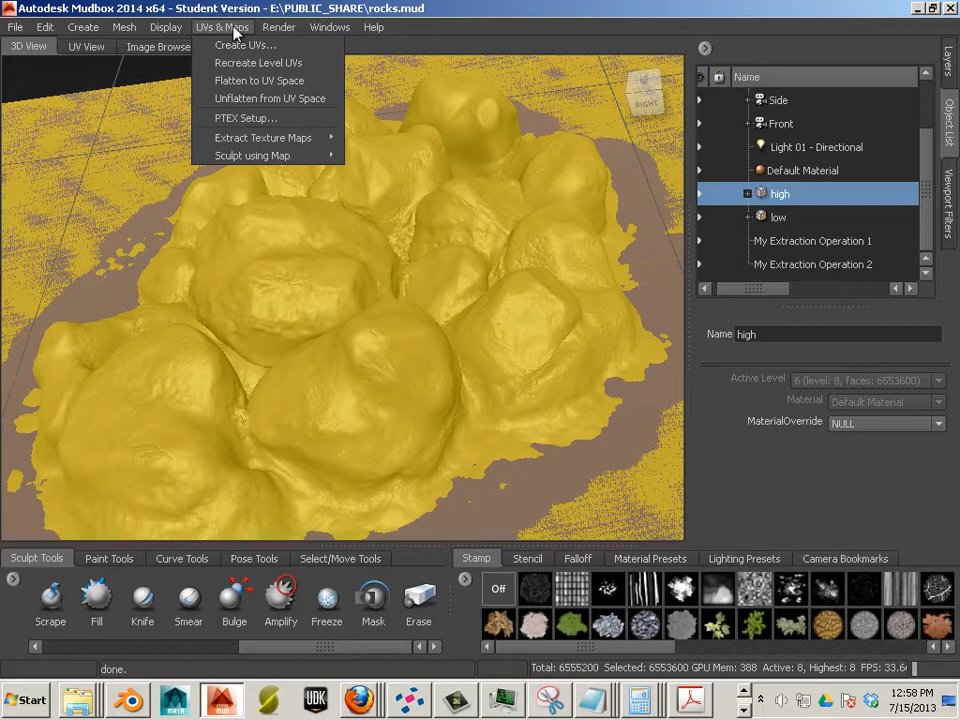 Autodesk Mudbox 2014 x64 - Student Version - E:\PUBLIC_SHARE\rocks.mud
File Edit Create Mesh Display UVs & Maps Render Windows Help
3D View UV View Image Browse
Create UVs...
Recreate Level UVs
Flatten to UV Space
Unflatten from UV Space
PTEX Setup...
Extract Texture Maps
Sculpt using Map
RIGHT
Name
Side
Front
Light 01 - Directional
Default Material
high
low
My Extraction Operation 1
My Extraction Operation 2
Layers
Object List
Viewport Filters
Name high
Active Level 6 (level: 8, faces: 6553600)
Material Default Material
MaterialOverride NULL
Sculpt Tools Paint Tools Curve Tools Pose Tools Select/Move Tools
Stamp Stencil Falloff Material Presets Lighting Presets Camera Bookmarks
Off
Scrape Fill Knife Smear Bulge Amplify Freeze Mask Erase
done.
Total: 6555200 Selected: 6553600 GPU Mem: 388 Active: 8, Highest: 8 FPS: 33.6
Start
MAYA
MUD
UDK
12:58 PM
7/15/2013